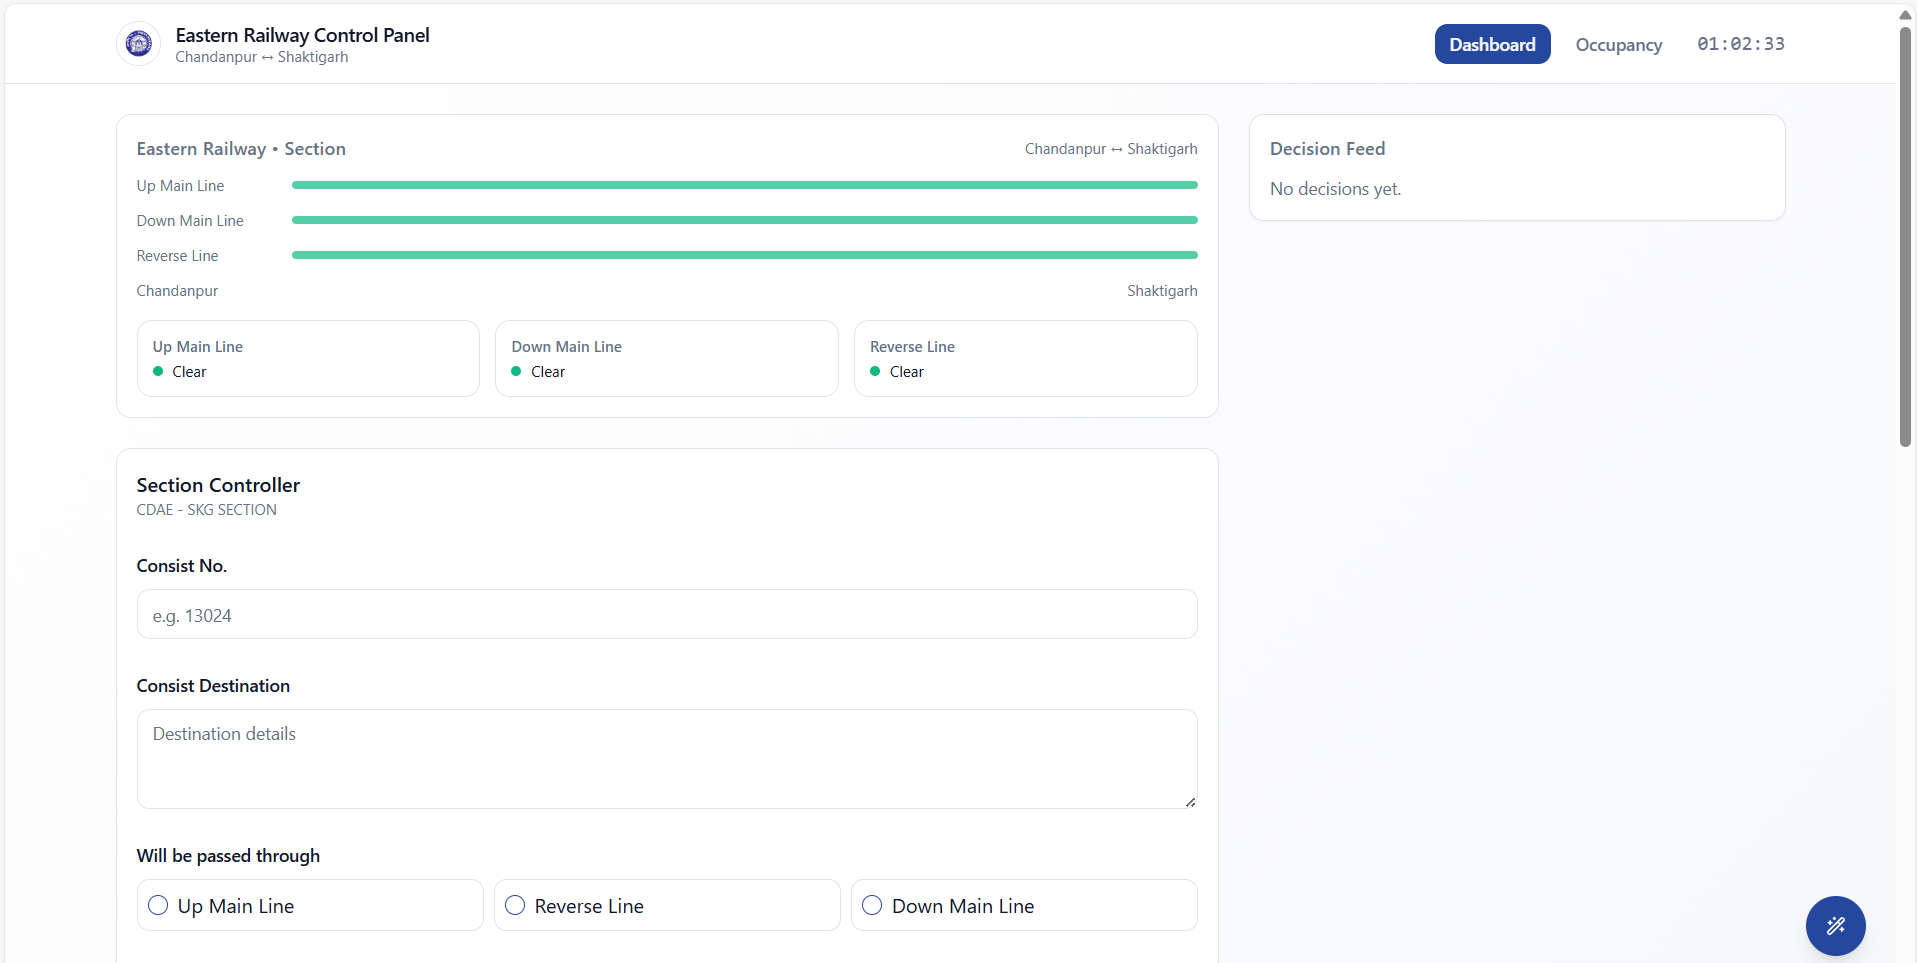 Eastern Railway Control Panel
Chandanpur ↔ Shaktigarh
Dashboard
Occupancy
01:02:33
Eastern Railway • Section
Chandanpur ↔ Shaktigarh
Up Main Line
Down Main Line
Reverse Line
Chandanpur
Shaktigarh
Up Main Line
Clear
Down Main Line
Clear
Reverse Line
Clear
Decision Feed
No decisions yet.
Section Controller
CDAE - SKG SECTION
Consist No.
e.g. 13024
Consist Destination
Destination details
Will be passed through
Up Main Line
Reverse Line
Down Main Line